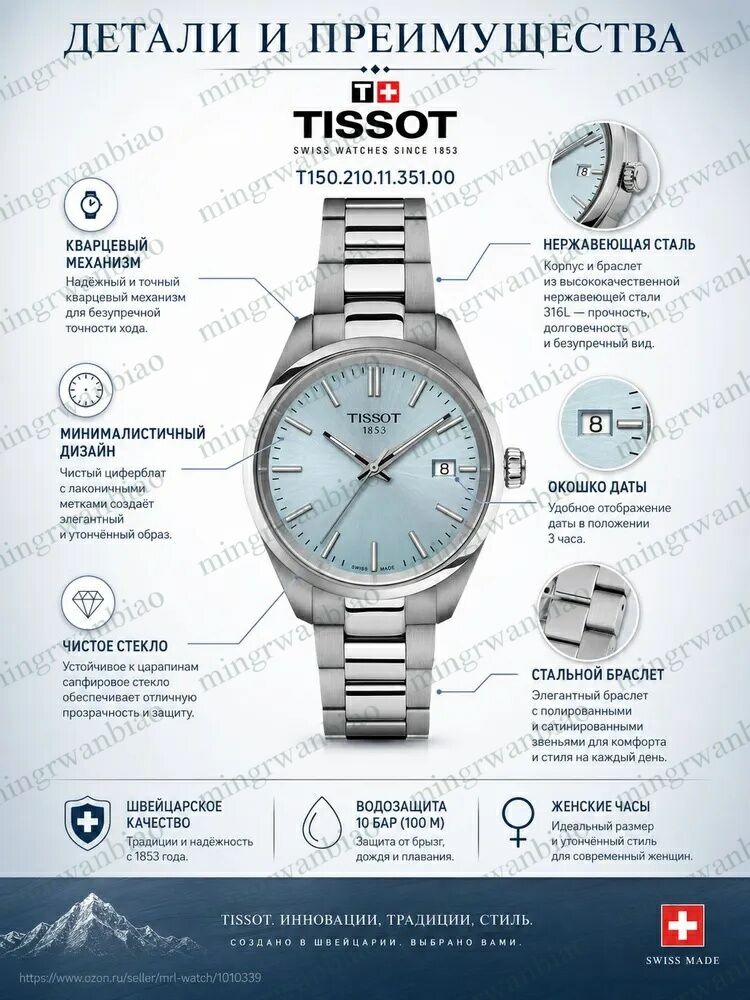 ДЕТАЛИ И ПРЕИМУЩЕСТВА
T+
TISSOT
SWISS WATCHES SINCE 1853
T150.210.11.351.00
КВАРЦЕВЫЙ
МЕХАНИЗМ
Надёжный и точный
кварцевый механизм
для безупречной
точности хода.
МИНИМАЛИСТИЧНЫЙ
ДИЗАЙН
Чистый циферблат
с лаконичными
метками создаёт
элегантный
и утончённый образ.
ЧИСТОЕ СТЕКЛО
Устойчивое к царапинам
сапфировое стекло
обеспечивает отличную
прозрачность и защиту.
TISSOT
1853
8
SWISS MADE
8
НЕРЖАВЕЮЩАЯ СТАЛЬ
Корпус и браслет
из высококачественной
нержавеющей стали
316L — прочность,
долговечность
и безупречный вид.
8
ОКОШКО ДАТЫ
Удобное отображение
даты в положении
3 часа.
СТАЛЬНОЙ БРАСЛЕТ
Элегантный браслет
с полированными
и сатинированными
звеньями для комфорта
и стиля на каждый день.
ШВЕЙЦАРСКОЕ
КАЧЕСТВО
Традиции и надёжность
с 1853 года.
ВОДОЗАЩИТА
10 БАР (100 М)
Защита от брызг,
дождя и плавания.
ЖЕНСКИЕ ЧАСЫ
Идеальный размер
и утончённый стиль
для современный женщин.
TISSOT. ИННОВАЦИИ, ТРАДИЦИИ, СТИЛЬ.
СОЗДАНО В ШВЕЙЦАРИИ. ВЫБРАНО ВАМИ.
SWISS MADE
https://www.ozon.ru/seller/mrl-watch/1010339
mingrwanbiao